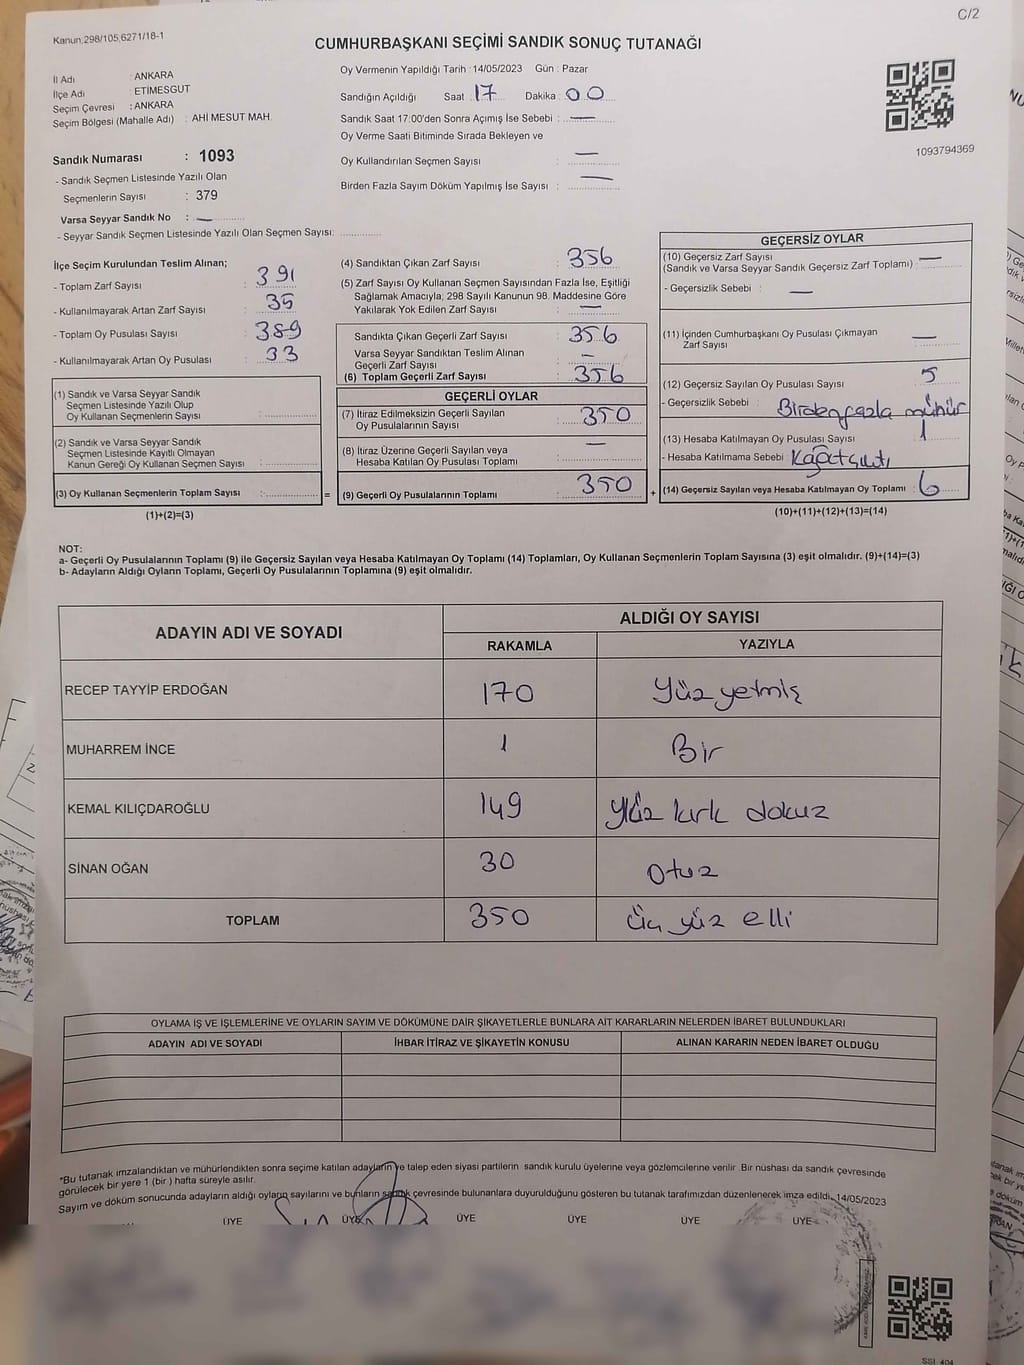 C/2
Kanun:298/105,6271/18-1
CUMHURBAŞKANI SEÇİMİ SANDIK SONUÇ TUTANAĞI
İl Adı : ANKARA
İlçe Adı : ETİMESGUT
Seçim Çevresi : ANKARA
Seçim Bölgesi (Mahalle Adı) : AHİ MESUT MAH.
Sandık Numarası : 1093
- Sandık Seçmen Listesinde Yazılı Olan
Seçmenlerin Sayısı : 379
Varsa Seyyar Sandık No : —
- Seyyar Sandık Seçmen Listesinde Yazılı Olan Seçmen Sayısı:
Oy Vermenin Yapıldığı Tarih : 14/05/2023 Gün : Pazar
Sandığın Açıldığı Saat : 17 Dakika : 00
Sandık Saat 17:00'den Sonra Açımış İse Sebebi : —
Oy Verme Saati Bitiminde Sırada Bekleyen ve
Oy Kullandırılan Seçmen Sayısı : —
Birden Fazla Sayım Döküm Yapılmış İse Sayısı : —
1093794369
İlçe Seçim Kurulundan Teslim Alınan;
- Toplam Zarf Sayısı : 391
- Kullanılmayarak Artan Zarf Sayısı : 35
- Toplam Oy Pusulası Sayısı : 389
- Kullanılmayarak Artan Oy Pusulası : 33
(1) Sandık ve Varsa Seyyar Sandık
Seçmen Listesinde Yazılı Olup
Oy Kullanan Seçmenlerin Sayısı :
(2) Sandık ve Varsa Seyyar Sandık
Seçmen Listesinde Kayıtlı Olmayan
Kanun Gereği Oy Kullanan Seçmen Sayısı :
(3) Oy Kullanan Seçmenlerin Toplam Sayısı : =
(1)+(2)=(3)
(4) Sandıktan Çıkan Zarf Sayısı : 356
(5) Zarf Sayısı Oy Kullanan Seçmen Sayısından Fazla İse, Eşitliği
Sağlamak Amacıyla; 298 Sayılı Kanunun 98. Maddesine Göre
Yakılarak Yok Edilen Zarf Sayısı : —
Sandıkta Çıkan Geçerli Zarf Sayısı : 356
Varsa Seyyar Sandıktan Teslim Alınan
Geçerli Zarf Sayısı : —
(6) Toplam Geçerli Zarf Sayısı : 356
GEÇERLİ OYLAR
(7) İtiraz Edilmeksizin Geçerli Sayılan
Oy Pusulalarının Sayısı : 350
(8) İtiraz Üzerine Geçerli Sayılan veya
Hesaba Katılan Oy Pusulası Toplamı : —
(9) Geçerli Oy Pusulalarının Toplamı : 350 +
GEÇERSİZ OYLAR
(10) Geçersiz Zarf Sayısı
(Sandık ve Varsa Seyyar Sandık Geçersiz Zarf Toplamı) : —
- Geçersizlik Sebebi : —
(11) İçinden Cumhurbaşkanı Oy Pusulası Çıkmayan
Zarf Sayısı : —
(12) Geçersiz Sayılan Oy Pusulası Sayısı : 5
- Geçersizlik Sebebi : Birden fazla mühür
(13) Hesaba Katılmayan Oy Pusulası Sayısı : 1
- Hesaba Katılmama Sebebi :
(14) Geçersiz Sayılan veya Hesaba Katılmayan Oy Toplamı : 6
(10)+(11)+(12)+(13)=(14)
NOT:
a- Geçerli Oy Pusulalarının Toplamı (9) ile Geçersiz Sayılan veya Hesaba Katılmayan Oy Toplamı (14) Toplamları, Oy Kullanan Seçmenlerin Toplam Sayısına (3) eşit olmalıdır. (9)+(14)=(3)
b- Adayların Aldığı Oyların Toplamı, Geçerli Oy Pusulalarının Toplamına (9) eşit olmalıdır.
ADAYIN ADI VE SOYADI ALDIĞI OY SAYISI
RAKAMLA YAZIYLA
RECEP TAYYİP ERDOĞAN 170 Yüz yetmiş
MUHARREM İNCE 1 Bir
KEMAL KILIÇDAROĞLU 149 Yüz kırk dokuz
SİNAN OĞAN 30 Otuz
TOPLAM 350 Üç yüz elli
OYLAMA İŞ VE İŞLEMLERİNE VE OYLARIN SAYIM VE DÖKÜMÜNE DAİR ŞİKAYETLERLE BUNLARA AİT KARARLARIN NELERDEN İBARET BULUNDUKLARI
ADAYIN ADI VE SOYADI İHBAR İTİRAZ VE ŞİKAYETİN KONUSU ALINAN KARARIN NEDEN İBARET OLDUĞU
*Bu tutanak imzalandıktan ve mühürlendikten sonra seçime katılan adayların ve talep eden siyasi partilerin sandık kurulu üyelerine veya gözlemcilerine verilir. Bir nüshası da sandık çevresinde
görülecek bir yere 1 (bir) hafta süreyle asılır.
Sayım ve döküm sonucunda adayların aldığı oyların sayılarını ve bunların sandık çevresinde bulunanlara duyurulduğunu gösteren bu tutanak tarafımızdan düzenlenerek imza edildi. 14/05/2023
ÜYE ÜYE ÜYE ÜYE ÜYE ÜYE